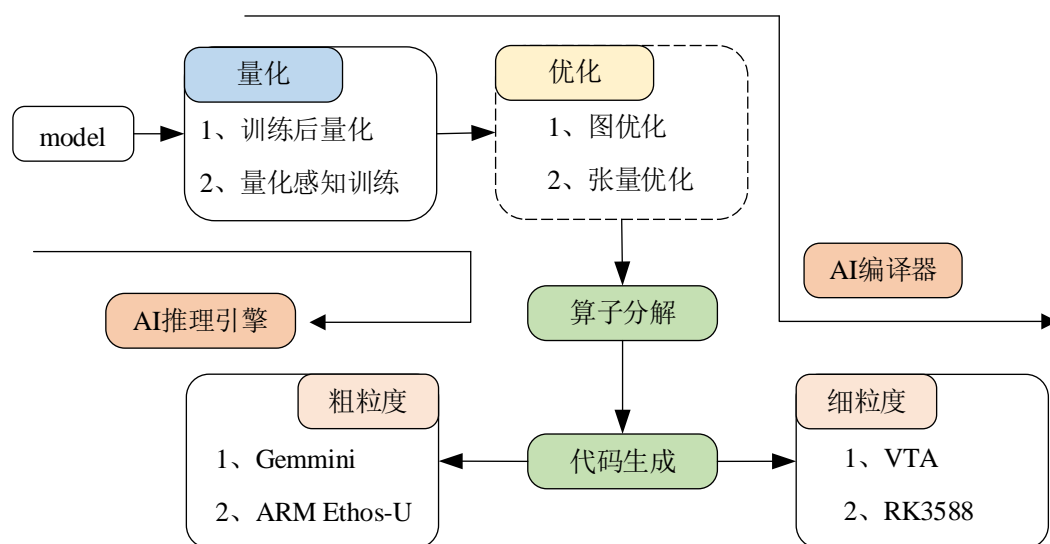 量化
优化
model
1、训练后量化
2、量化感知训练
1、图优化
2、张量优化
AI编译器
AI推理引擎
算子分解
粗粒度
细粒度
1、Gemmini
2、ARM Ethos-U
代码生成
1、VTA
2、RK3588